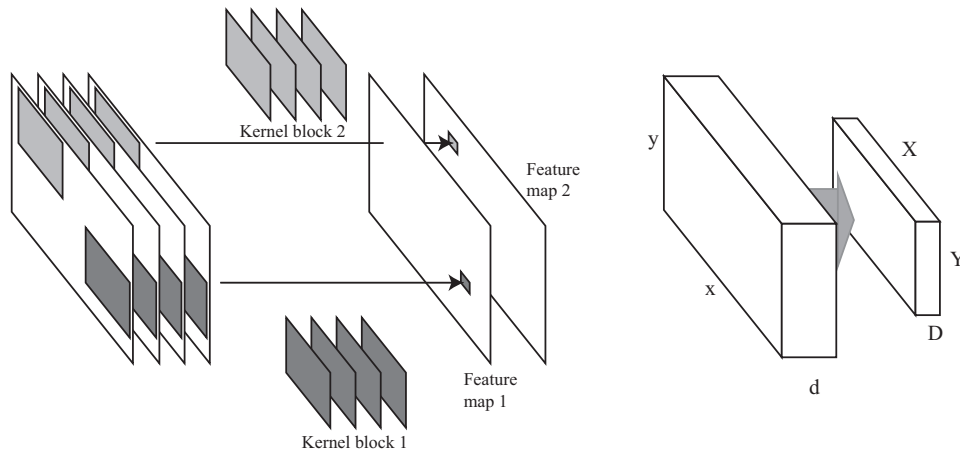 Kernel block 2
Feature
map 2
Feature
map 1
Kernel block 1
y
x
d
X
Y
D